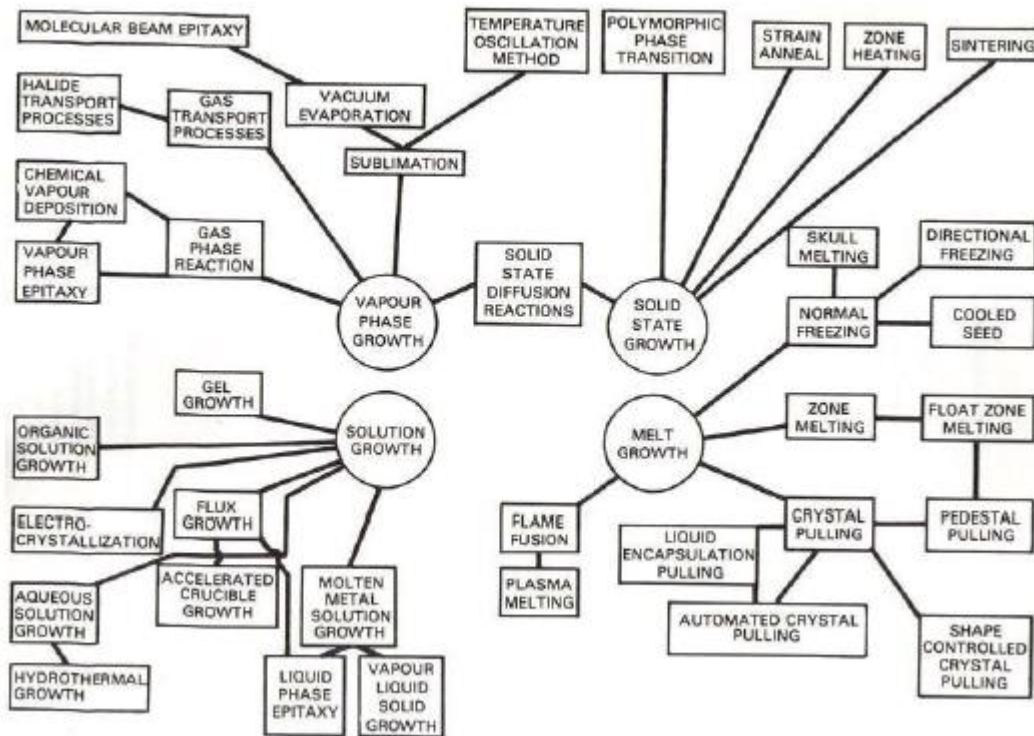 MOLECULAR BEAM EPITAXY
TEMPERATURE
OSCILLATION
METHOD
POLYMORPHIC
PHASE
TRANSITION
STRAIN
ANNEAL
ZONE
HEATING
SINTERING
HALIDE
TRANSPORT
PROCESSES
GAS
TRANSPORT
PROCESSES
VACUUM
EVAPORATION
SUBLIMATION
CHEMICAL
VAPOUR
DEPOSITION
VAPOUR
PHASE
EPITAXY
GAS
PHASE
REACTION
SOLID
STATE
DIFFUSION
REACTIONS
SKULL
MELTING
DIRECTIONAL
FREEZING
VAPOUR
PHASE
GROWTH
SOLID
STATE
GROWTH
NORMAL
FREEZING
COOLED
SEED
GEL
GROWTH
ORGANIC
SOLUTION
GROWTH
SOLUTION
GROWTH
MELT
GROWTH
ZONE
MELTING
FLOAT ZONE
MELTING
ELECTRO-
CRYSTALLIZATION
FLUX
GROWTH
FLAME
FUSION
CRYSTAL
PULLING
PEDESTAL
PULLING
LIQUID
ENCAPSULATION
PULLING
AQUEOUS
SOLUTION
GROWTH
ACCELERATED
CRUCIBLE
GROWTH
MOLTEN
METAL
SOLUTION
GROWTH
PLASMA
MELTING
AUTOMATED CRYSTAL
PULLING
SHAPE
CONTROLLED
CRYSTAL
PULLING
HYDROTHERMAL
GROWTH
LIQUID
PHASE
EPITAXY
VAPOUR
LIQUID
SOLID
GROWTH